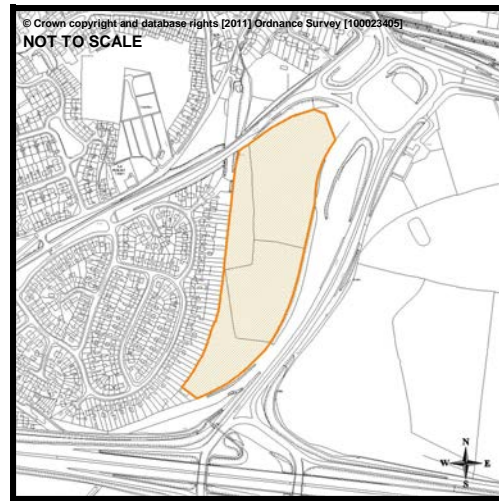 © Crown copyright and database rights [2011] Ordnance Survey [100023405]
NOT TO SCALE
N
W E
S